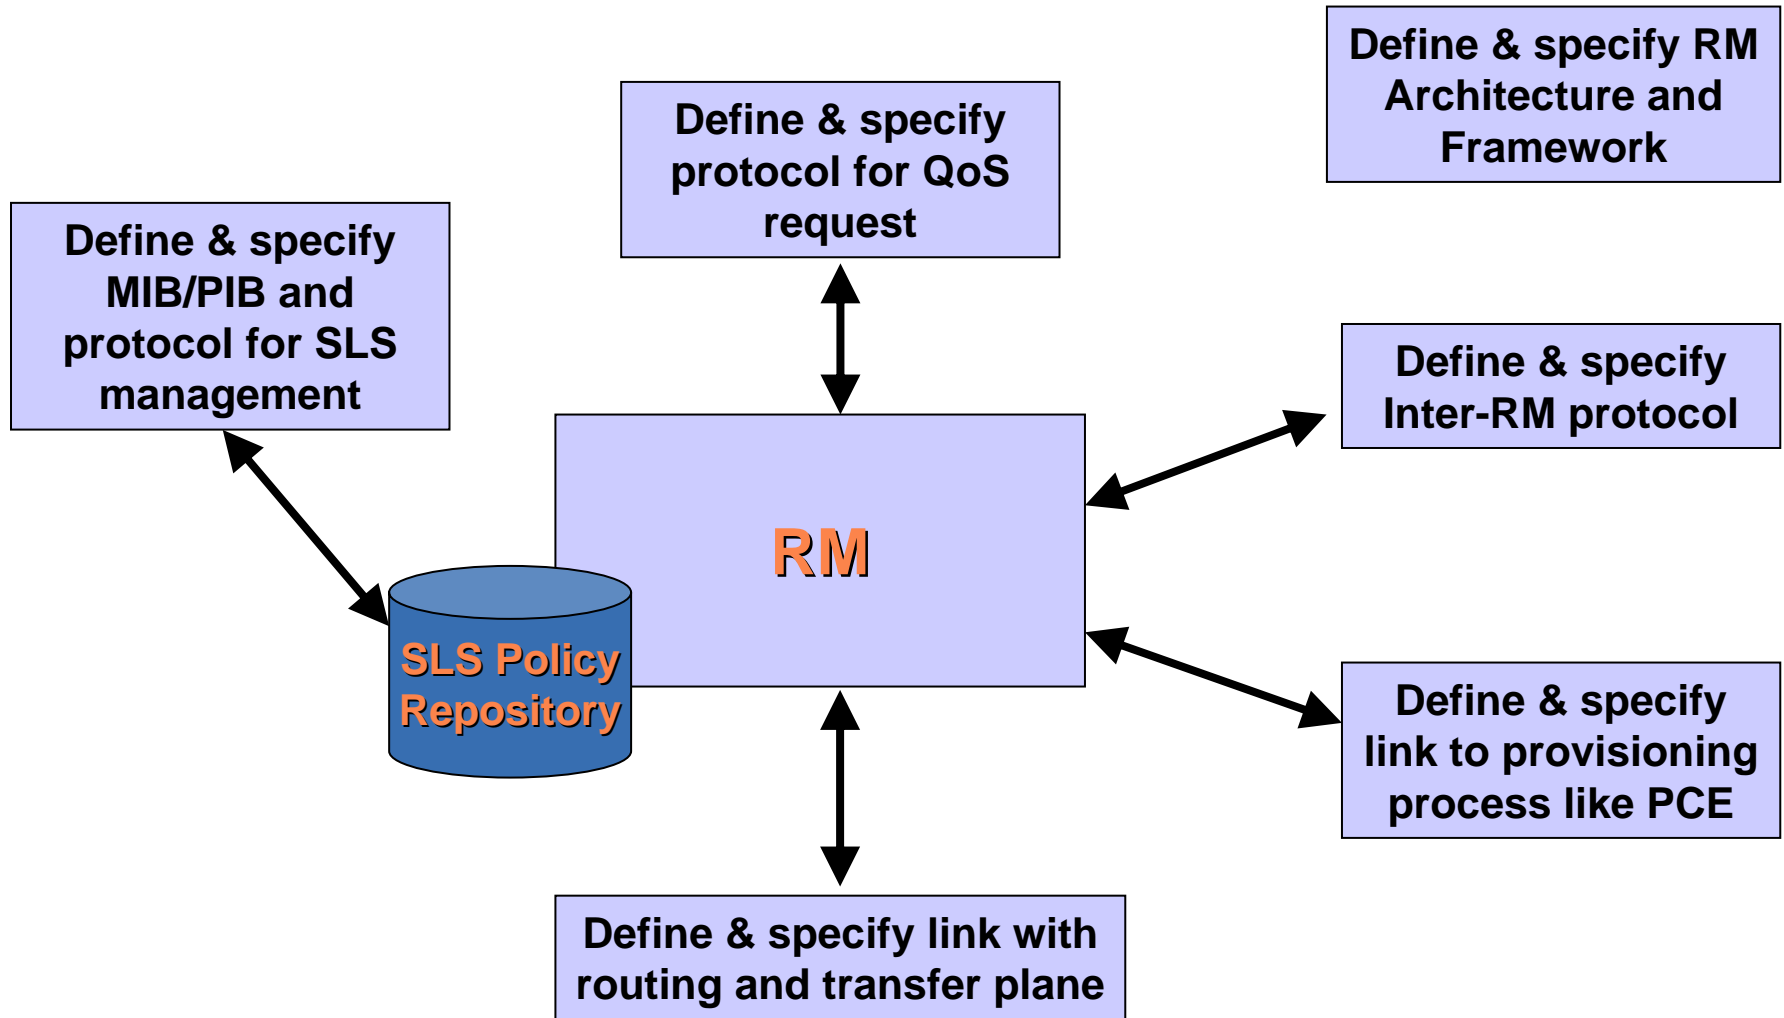 Define & specify RM
Architecture and
Framework
Define & specify
protocol for QoS
request
Define & specify
MIB/PIB and
protocol for SLS
management
Define & specify
Inter-RM protocol
RM
SLS Policy
Repository
Define & specify
link to provisioning
process like PCE
Define & specify link with
routing and transfer plane